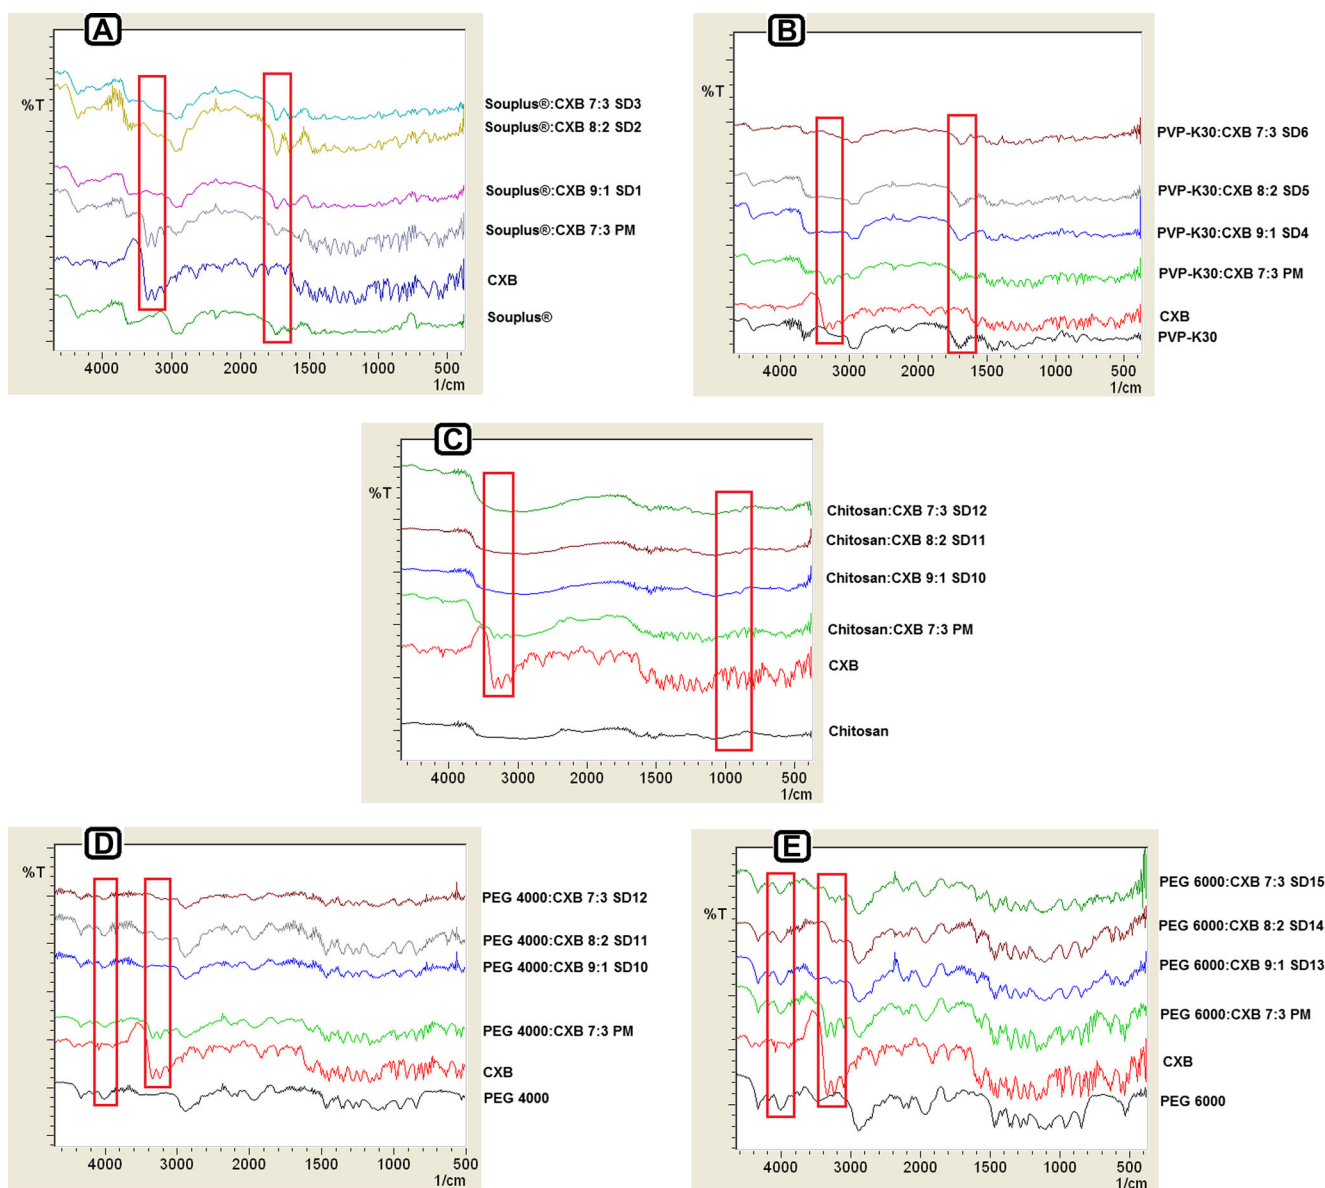 A
%T
Souplus®:CXB 7:3 SD3
Souplus®:CXB 8:2 SD2
Souplus®:CXB 9:1 SD1
Souplus®:CXB 7:3 PM
CXB
Souplus®
4000 3000 2000 1500 1000 500
1/cm
B
%T
PVP-K30:CXB 7:3 SD6
PVP-K30:CXB 8:2 SD5
PVP-K30:CXB 9:1 SD4
PVP-K30:CXB 7:3 PM
CXB
PVP-K30
4000 3000 2000 1500 1000 500
1/cm
C
%T
Chitosan:CXB 7:3 SD12
Chitosan:CXB 8:2 SD11
Chitosan:CXB 9:1 SD10
Chitosan:CXB 7:3 PM
CXB
Chitosan
4000 3000 2000 1500 1000 500
1/cm
D
%T
PEG 4000:CXB 7:3 SD12
PEG 4000:CXB 8:2 SD11
PEG 4000:CXB 9:1 SD10
PEG 4000:CXB 7:3 PM
CXB
PEG 4000
4000 3000 2000 1500 1000 500
1/cm
E
%T
PEG 6000:CXB 7:3 SD15
PEG 6000:CXB 8:2 SD14
PEG 6000:CXB 9:1 SD13
PEG 6000:CXB 7:3 PM
CXB
PEG 6000
4000 3000 2000 1500 1000 500
1/cm